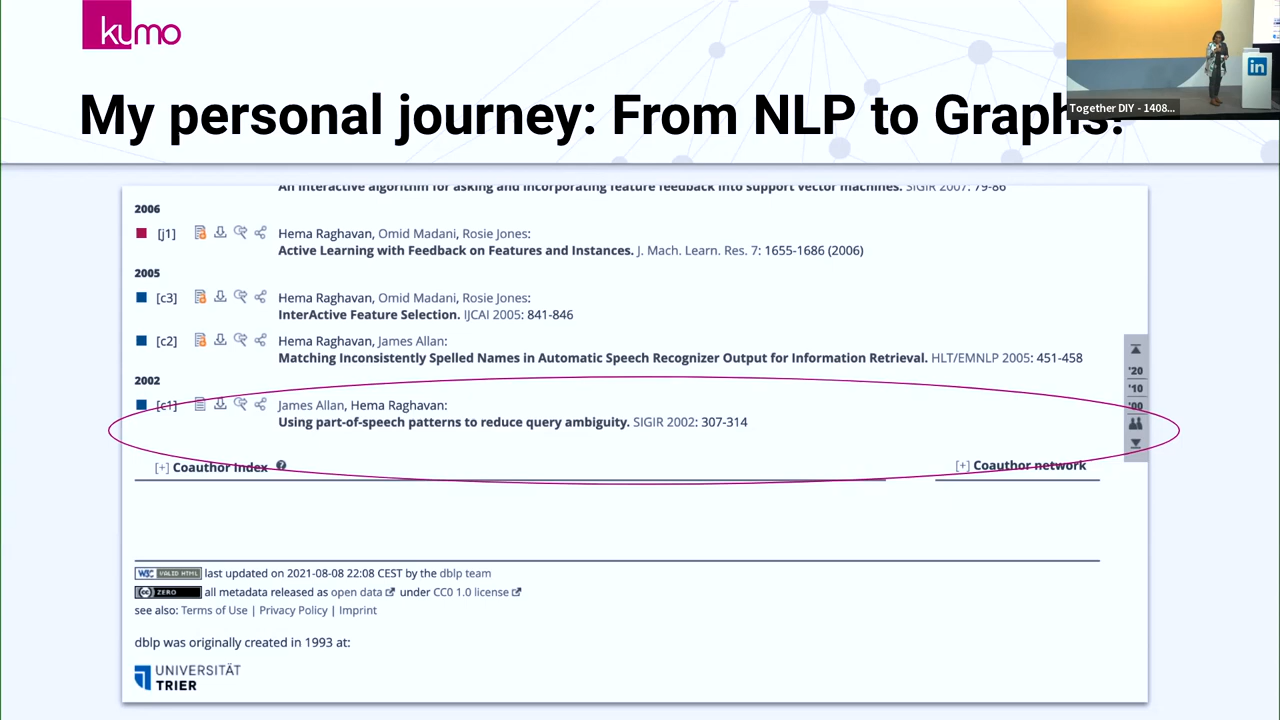 kumo
My personal journey: From NLP to Graphs!
Together DIY - 1408...
in
An interactive algorithm for asking and incorporating feature feedback into support vector machines. SIGIR 2007: 79-86
2006
[j1] Hema Raghavan, Omid Madani, Rosie Jones:
Active Learning with Feedback on Features and Instances. J. Mach. Learn. Res. 7: 1655-1686 (2006)
2005
[c3] Hema Raghavan, Omid Madani, Rosie Jones:
InterActive Feature Selection. IJCAI 2005: 841-846
[c2] Hema Raghavan, James Allan:
Matching Inconsistently Spelled Names in Automatic Speech Recognizer Output for Information Retrieval. HLT/EMNLP 2005: 451-458
2002
[c1] James Allan, Hema Raghavan:
Using part-of-speech patterns to reduce query ambiguity. SIGIR 2002: 307-314
'20
'10
'00
[+] Coauthor Index ?
[+] Coauthor network
W3C VALID HTML last updated on 2021-08-08 22:08 CEST by the dblp team
cc ZERO all metadata released as open data under CC0 1.0 license
see also: Terms of Use | Privacy Policy | Imprint
dblp was originally created in 1993 at:
UNIVERSITÄT
TRIER